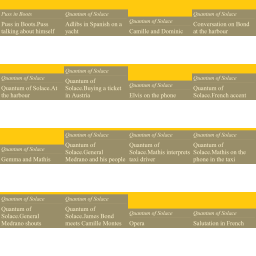 Puss in Boots
Puss in Boots.Puss
talking about himself
Quantum of Solace
Adlibs in Spanish on a
yacht
Quantum of Solace
Camille and Dominic
Quantum of Solace
Conversation on Bond
at the harbour
Quantum of Solace
Quantum of Solace.At
the harbour
Quantum of Solace
Quantum of
Solace.Buying a ticket
in Austria
Quantum of Solace
Elvis on the phone
Quantum of Solace
Quantum of
Solace.French accent
Quantum of Solace
Gemma and Mathis
Quantum of Solace
Quantum of
Solace.General
Medrano and his people
Quantum of Solace
Quantum of
Solace.Mathis interprets
taxi driver
Quantum of Solace
Quantum of
Solace.Mathis on the
phone in the taxi
Quantum of Solace
Quantum of
Solace.General
Medrano shouts
Quantum of Solace
Quantum of
Solace.James Bond
meets Camille Montes
Quantum of Solace
Opera
Quantum of Solace
Salutation in French